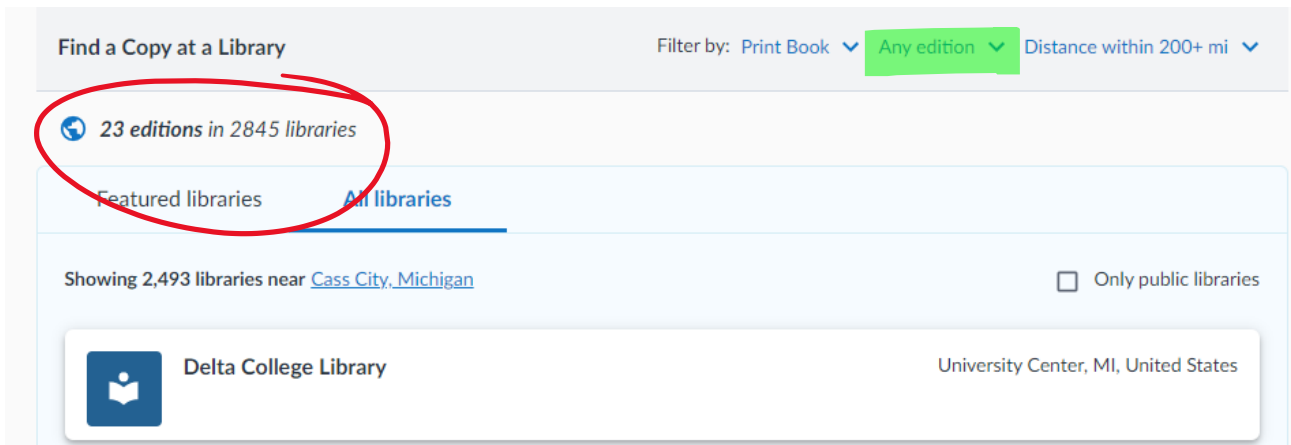 Find a Copy at a Library
Filter by: Print Book Any edition Distance within 200+ mi
23 editions in 2845 libraries
Featured libraries All libraries
Showing 2,493 libraries near Cass City, Michigan
Only public libraries
Delta College Library
University Center, MI, United States